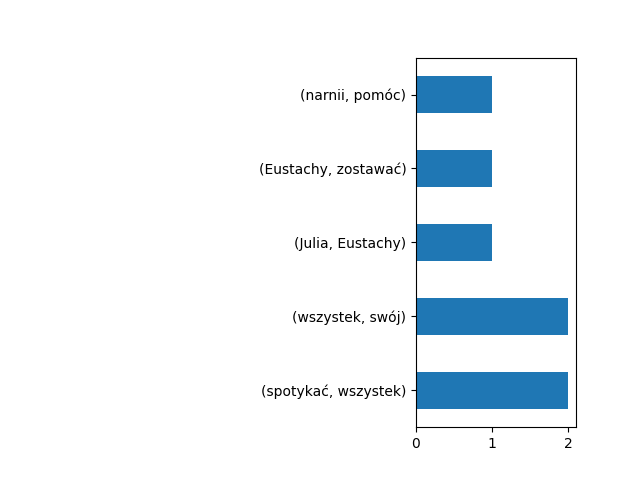 (narnii, pomóc)
(Eustachy, zostawać)
(Julia, Eustachy)
(wszystek, swój)
(spotykać, wszystek)
0 1 2